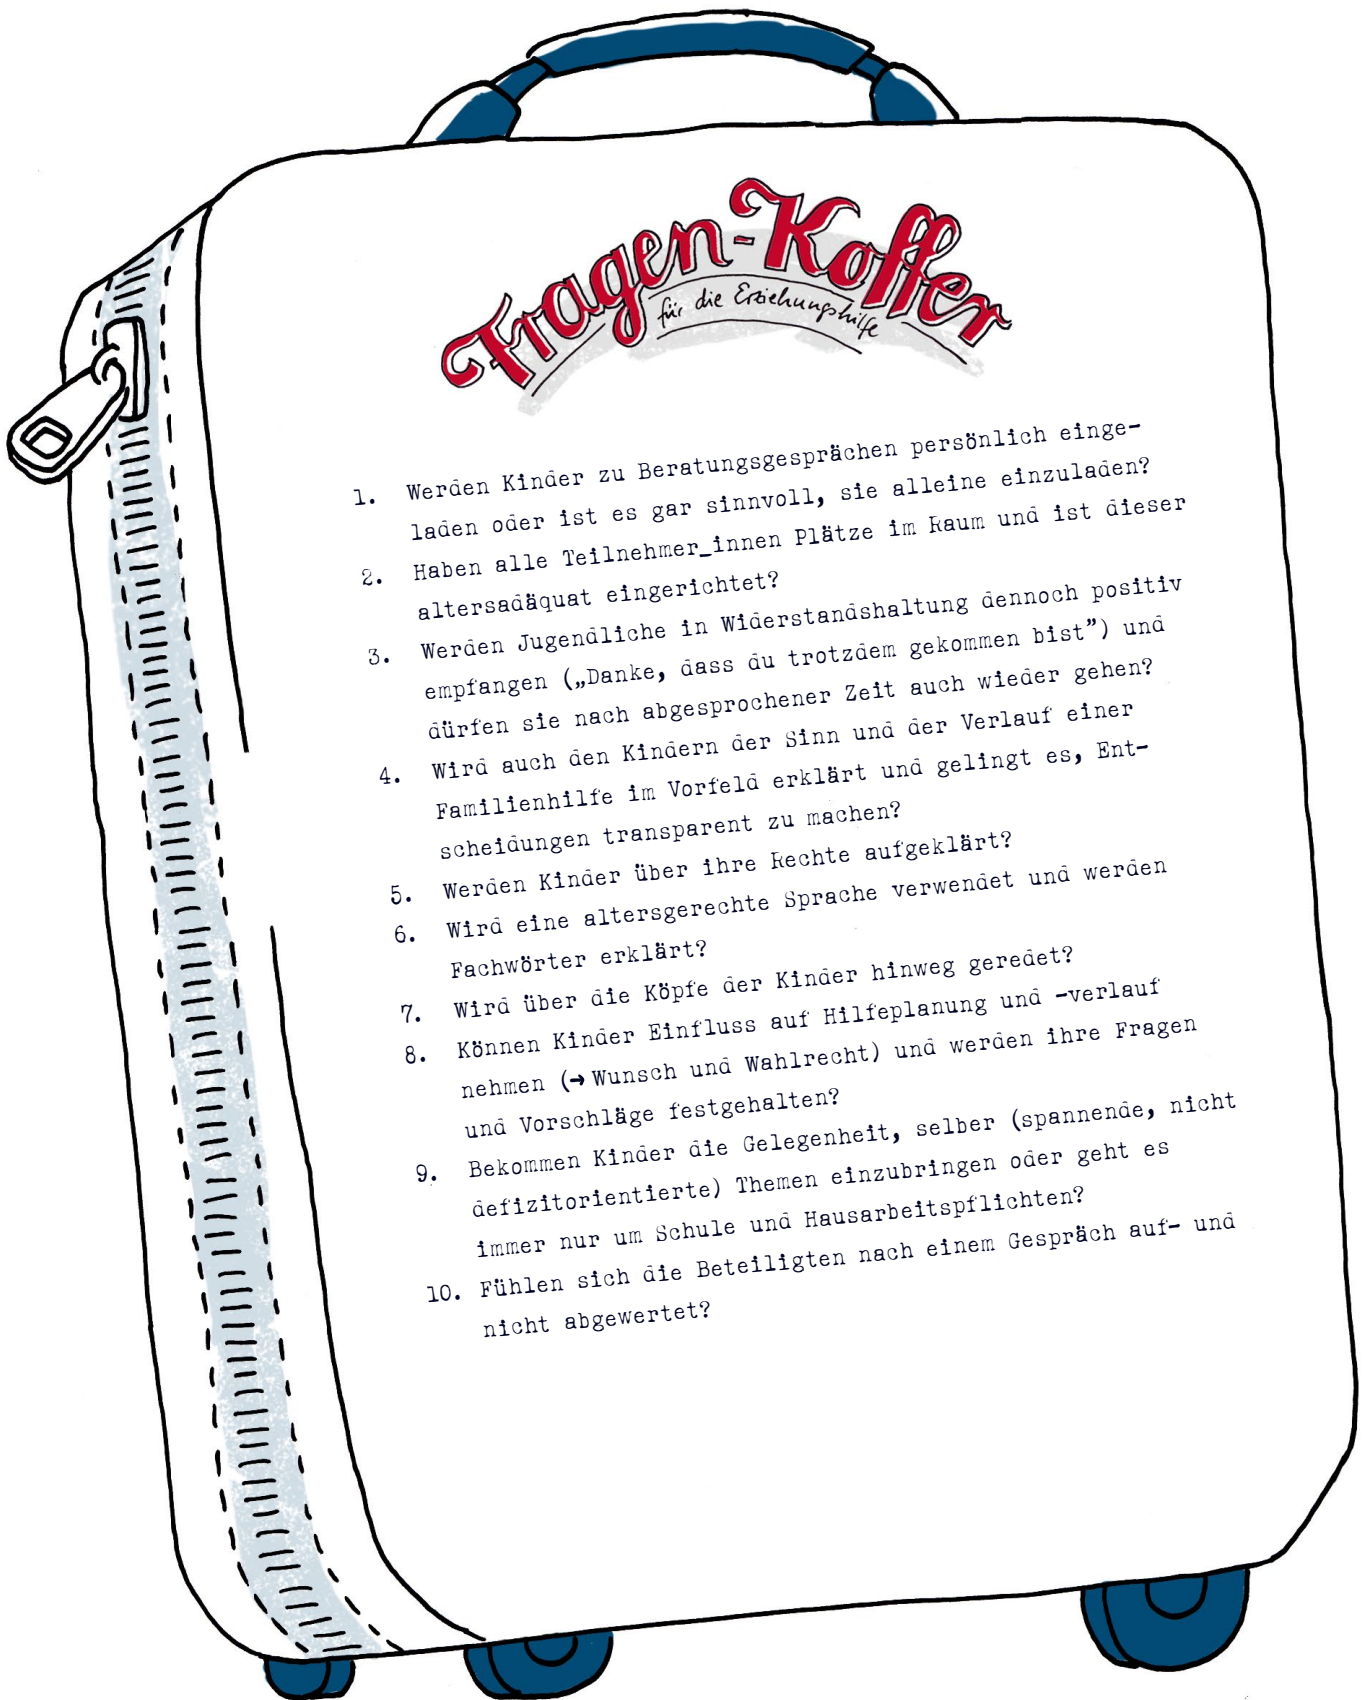 Fragen-Koffer
für die Erziehungshilfe
1. Werden Kinder zu Beratungsgesprächen persönlich einge-
laden oder ist es gar sinnvoll, sie alleine einzuladen?
2. Haben alle Teilnehmer_innen Plätze im Raum und ist dieser
altersadäquat eingerichtet?
3. Werden Jugendliche in Widerstandshaltung dennoch positiv
empfangen („Danke, dass du trotzdem gekommen bist”) und
dürfen sie nach abgesprochener Zeit auch wieder gehen?
4. Wird auch den Kindern der Sinn und der Verlauf einer
Familienhilfe im Vorfeld erklärt und gelingt es, Ent-
scheidungen transparent zu machen?
5. Werden Kinder über ihre Rechte aufgeklärt?
6. Wird eine altersgerechte Sprache verwendet und werden
Fachwörter erklärt?
7. Wird über die Köpfe der Kinder hinweg geredet?
8. Können Kinder Einfluss auf Hilfeplanung und -verlauf
nehmen (→ Wunsch und Wahlrecht) und werden ihre Fragen
und Vorschläge festgehalten?
9. Bekommen Kinder die Gelegenheit, selber (spannende, nicht
defizitorientierte) Themen einzubringen oder geht es
immer nur um Schule und Hausarbeitspflichten?
10. Fühlen sich die Beteiligten nach einem Gespräch auf- und
nicht abgewertet?